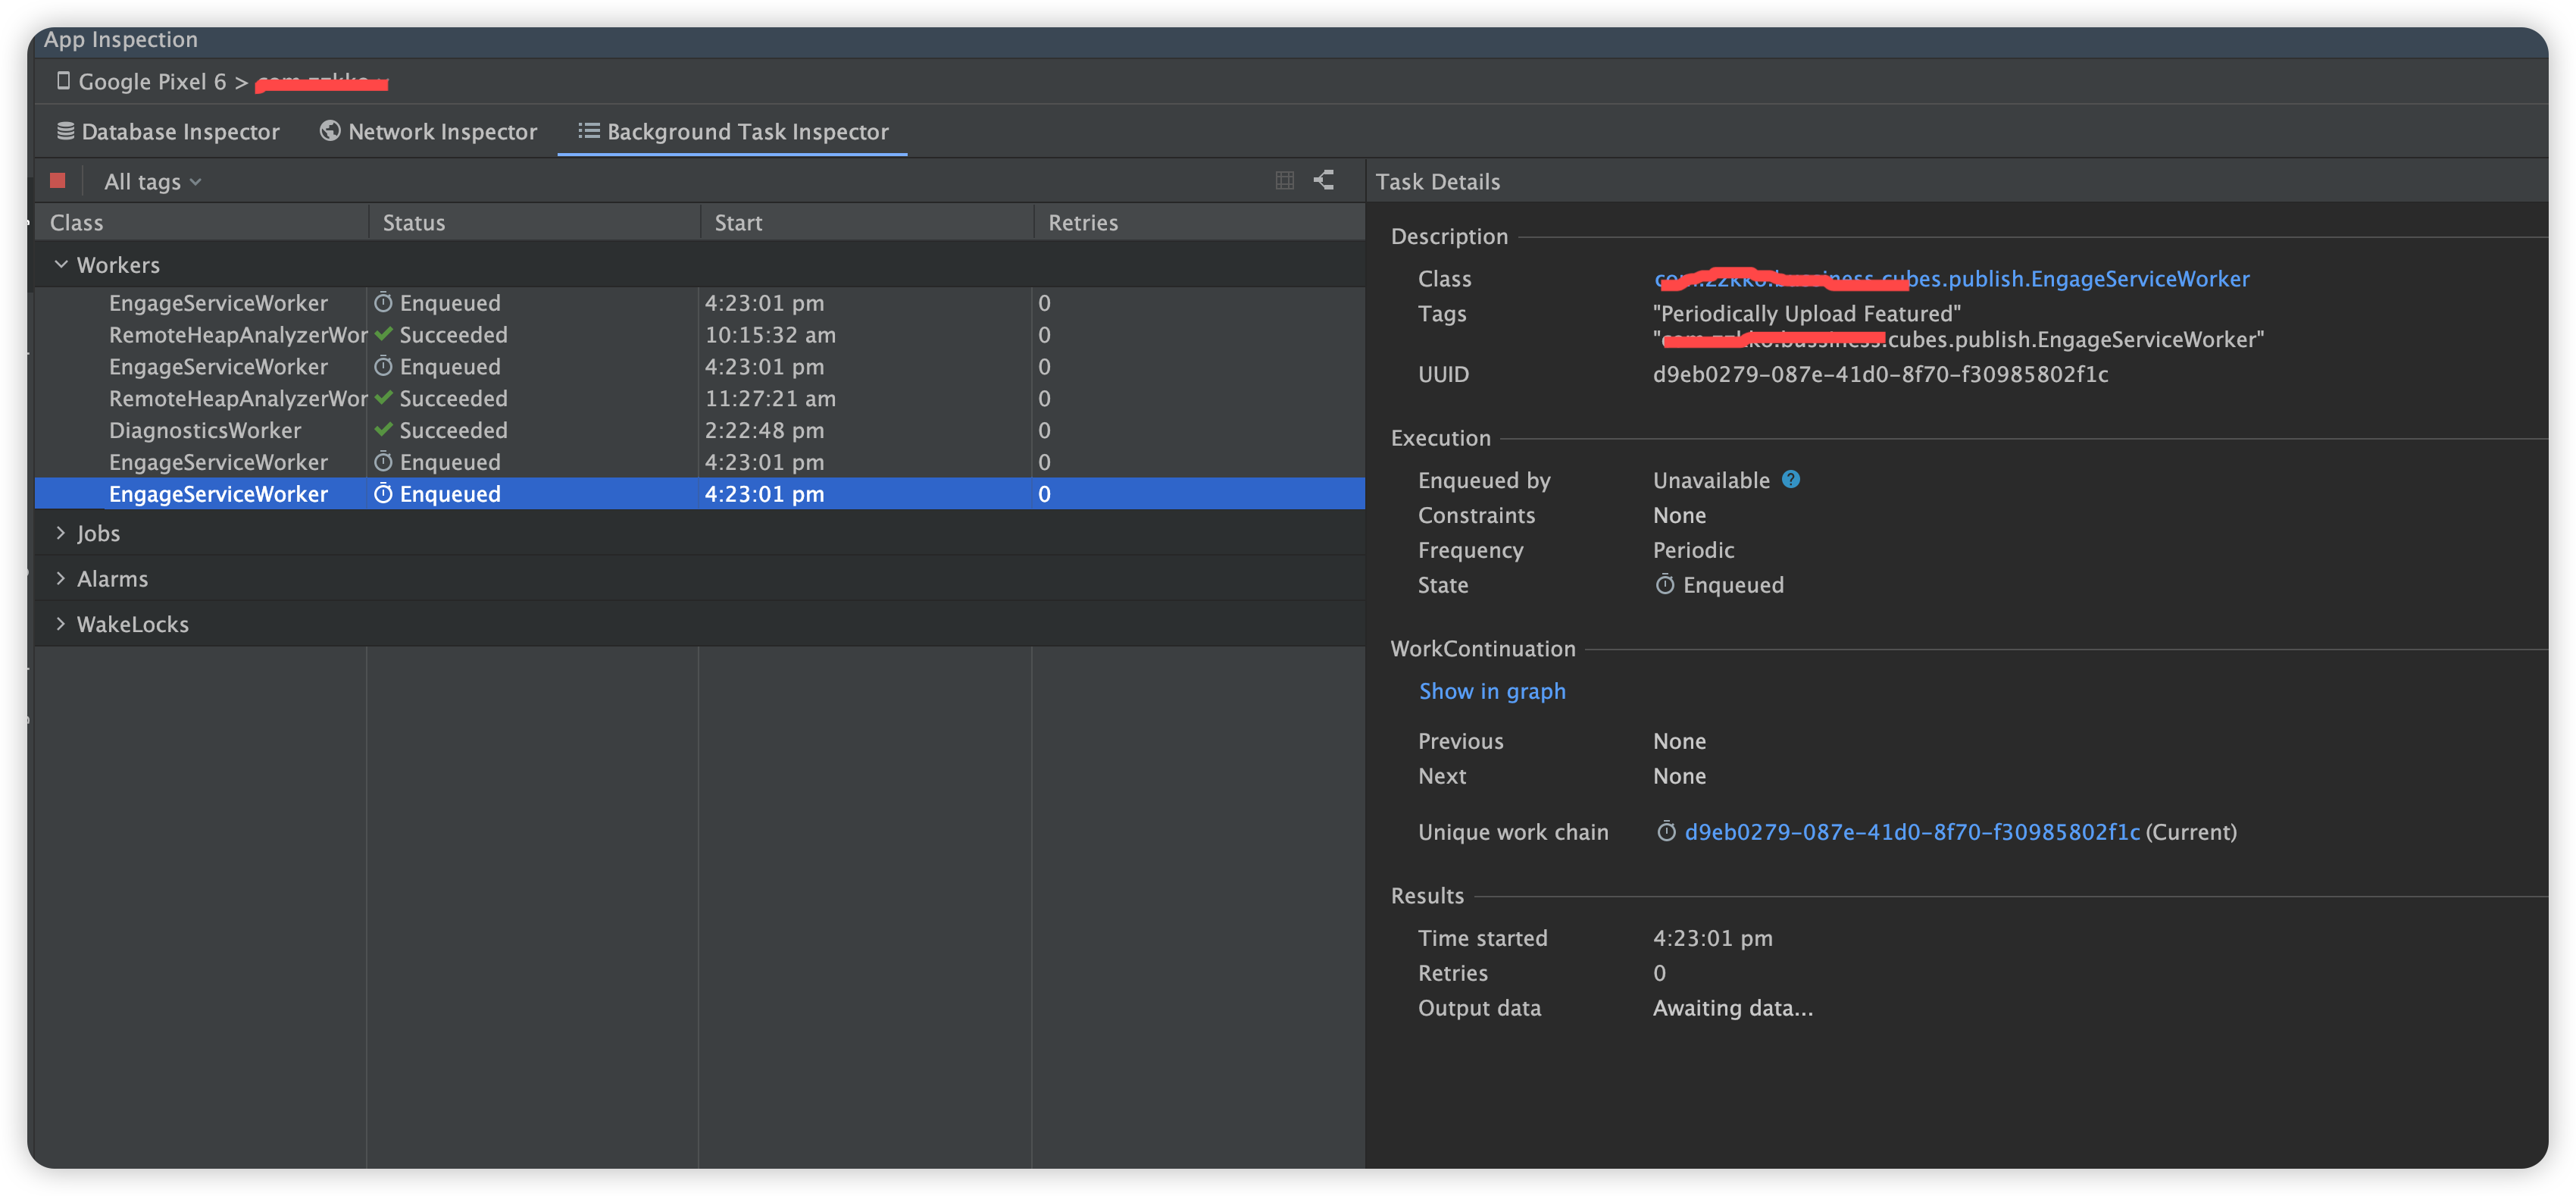 App Inspection
Google Pixel 6 >
Database Inspector Network Inspector Background Task Inspector
All tags
Class Status Start Retries
Workers
EngageServiceWorker Enqueued 4:23:01 pm 0
RemoteHeapAnalyzerWor Succeeded 10:15:32 am 0
EngageServiceWorker Enqueued 4:23:01 pm 0
RemoteHeapAnalyzerWor Succeeded 11:27:21 am 0
DiagnosticsWorker Succeeded 2:22:48 pm 0
EngageServiceWorker Enqueued 4:23:01 pm 0
EngageServiceWorker Enqueued 4:23:01 pm 0
Jobs
Alarms
WakeLocks
Task Details
Description
Class cubes.publish.EngageServiceWorker
Tags "Periodically Upload Featured"
.cubes.publish.EngageServiceWorker"
UUID d9eb0279-087e-41d0-8f70-f30985802f1c
Execution
Enqueued by Unavailable ?
Constraints None
Frequency Periodic
State Enqueued
WorkContinuation
Show in graph
Previous None
Next None
Unique work chain d9eb0279-087e-41d0-8f70-f30985802f1c (Current)
Results
Time started 4:23:01 pm
Retries 0
Output data Awaiting data...